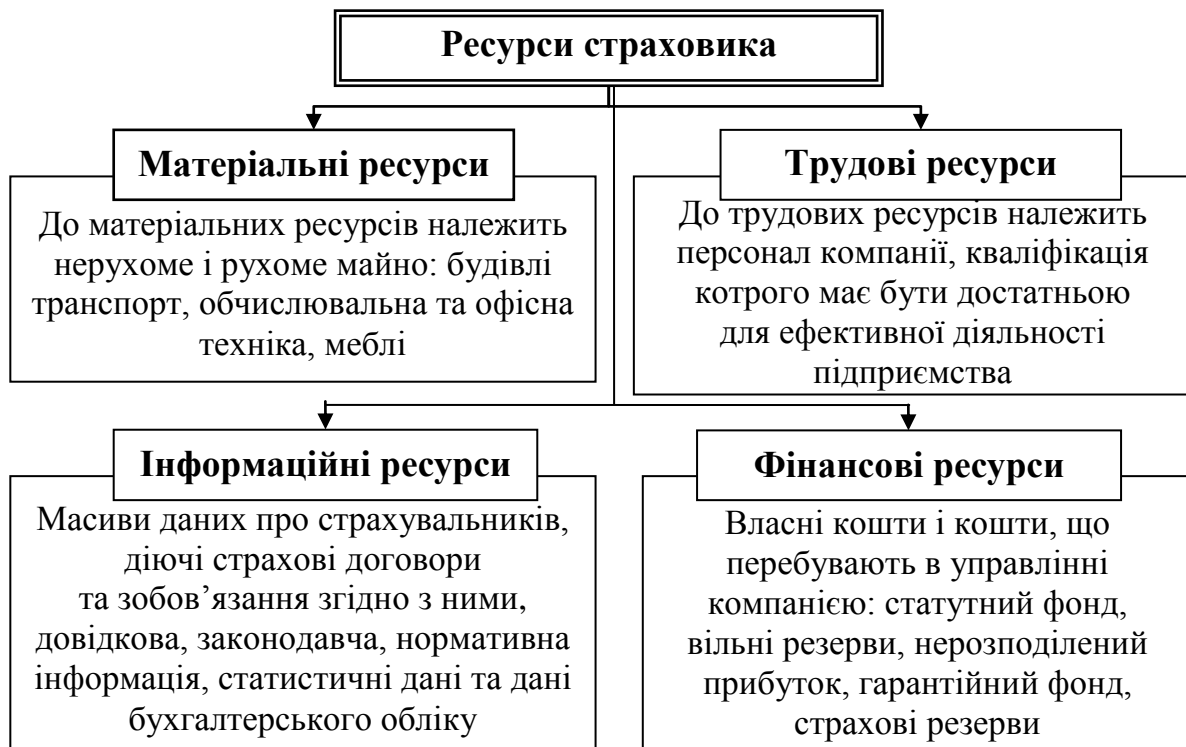 Ресурси страховика
Матеріальні ресурси
До матеріальних ресурсів належить
нерухоме і рухоме майно: будівлі
транспорт, обчислювальна та офісна
техніка, меблі
Трудові ресурси
До трудових ресурсів належить
персонал компанії, кваліфікація
котрого має бути достатньою
для ефективної діяльності
підприємства
Інформаційні ресурси
Масиви даних про страхувальників,
діючі страхові договори
та зобов’язання згідно з ними,
довідкова, законодавча, нормативна
інформація, статистичні дані та дані
бухгалтерського обліку
Фінансові ресурси
Власні кошти і кошти, що
перебувають в управлінні
компанією: статутний фонд,
вільні резерви, нерозподілений
прибуток, гарантійний фонд,
страхові резерви